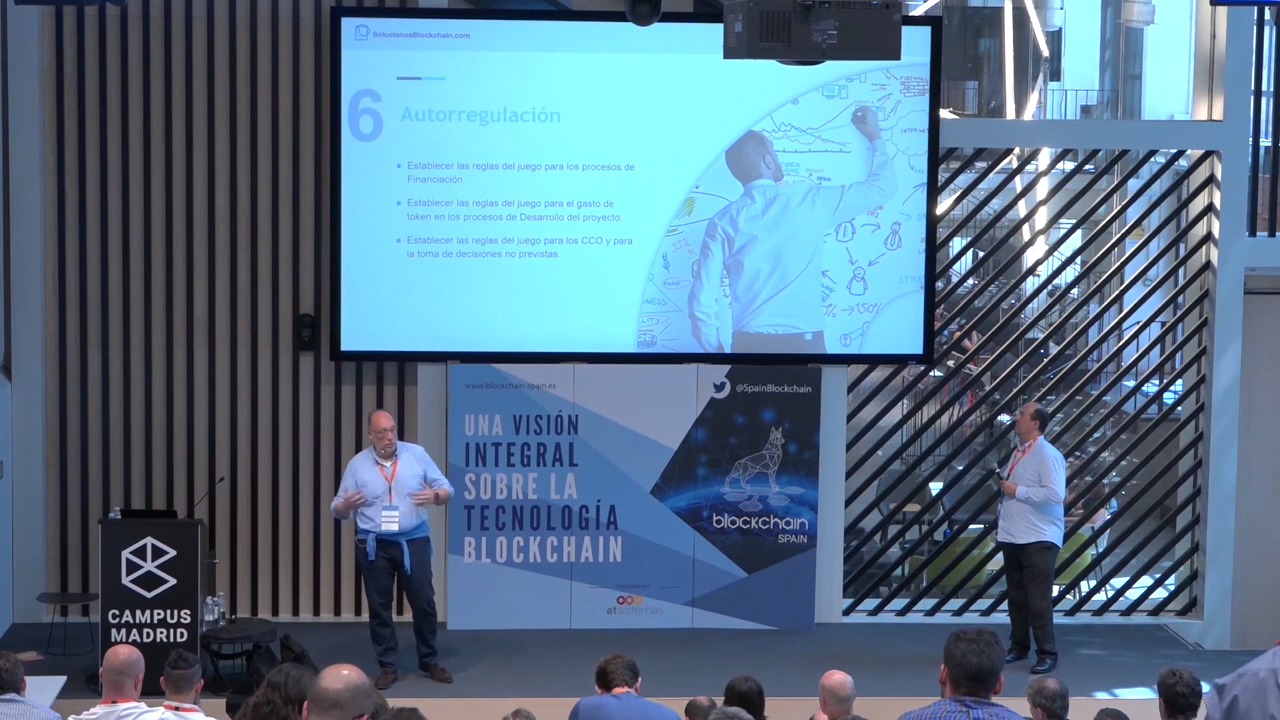 SolucionesBlockchain.com
6
Autorregulación
Establecer las reglas del juego para los procesos de
Financiación.
Establecer las reglas del juego para el gasto de
token en los procesos de Desarrollo del proyecto.
Establecer las reglas del juego para los CCO y para
la toma de decisiones no previstas.
www.blockchain-spain.es
@SpainBlockchain
UNA VISIÓN
INTEGRAL
SOBRE LA
TECNOLOGÍA
BLOCKCHAIN
blockchain
SPAIN
atsistemas
CAMPUS
MADRID